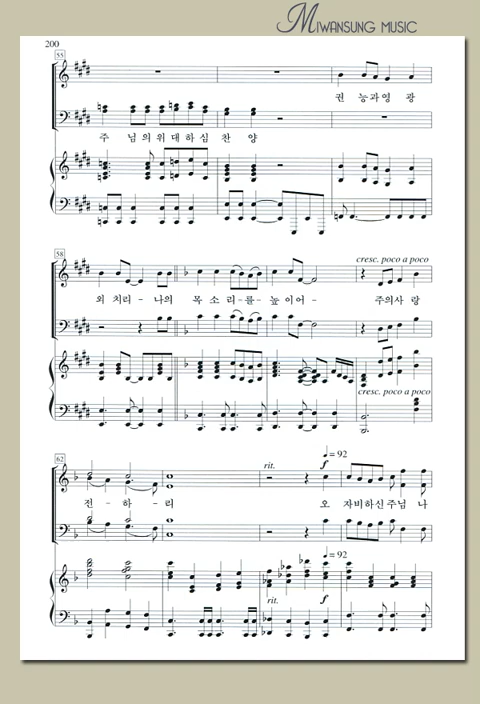 MIWANSUNG MUSIC
200
55
권 능과영 광
주 님의위대하심 찬 양
58
cresc. poco a poco
외 치리-나의 목 소리-를-높이어- 주의사 랑
cresc. poco a poco
62
rit.
f
♩= 92
전-하-리 오 자비하신주님 나
♩= 92
rit.
f